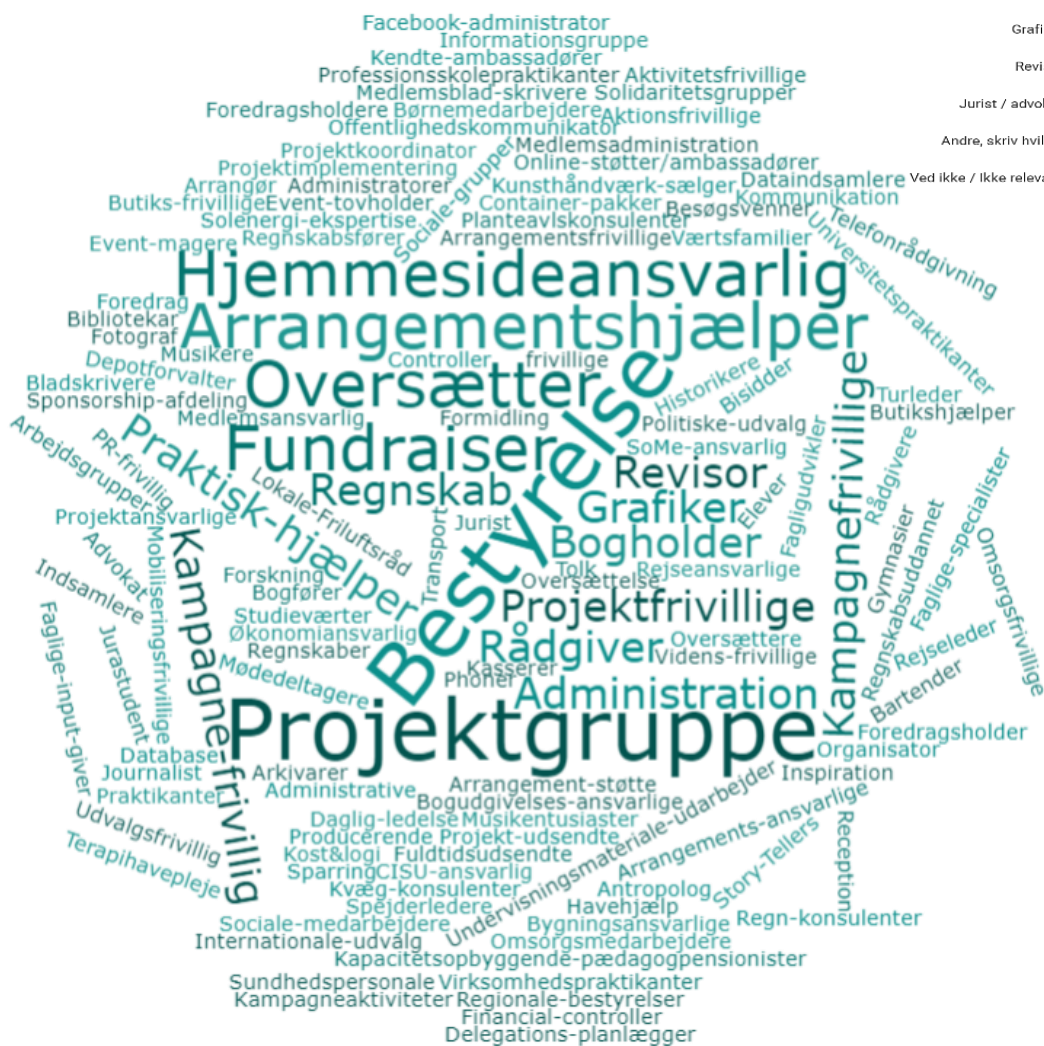 Facebook-administrator
Grafi
Informationsgruppe
Kendte-ambassadører
Revi
Professionsskolepraktikanter
Aktivitetsfrivillige
Medlemsblad-skrivere
Solidaritetsgrupper
Jurist / advol
Foredragsholdere
Børnemedarbejdere
Aktionsfrivillige
Offentlighedskommunikatør
Andre, skriv hvil
Projektkoordinator
Sociale-grupper
Medlemsadministration
Projektimplementering
Online-støtter/ambassadører
Ved ikke / Ikke releva
Arrangør
Administratorer
Kunsthåndværk-sælger
Dataindsamlere
Butiks-frivillige
Event-tovholder
Container-pakker
Besøgsvenner
Kommunikation
Solenergi-ekspertise.
Planteavlskonsulenter
Telefonrådgivning
Universitetspraktikanter
Event-magere
Regnskabsfører
Arrangementsfrivillige
Værtsfamilier
Hjemmesideansvarlig
Foredrag
Arrangementshjælper
Bibliotekar
Fotograf
Musikere
Controller
frivillige
Depotforvalter
Oversætter
Bestyrelse
Historikere
Bisidder
Kampagnefrivillige
Bladskrivere
Turleder
Sponsorship-afdeling
Medlemsansvarlig
Formidling
Politiske-udvalg
Butikshjælper
Arbejdsgrupper
PR-frivillig
Praktisk-hjælper
Fundraiser
SoMe-ansvarlig
Fagligudvikler
Rådgivere
Faglige-specialister
Lokale-Friluftsråd
Regnskab
Revisor
Elever
Projektansvarlige
Kampagne-frivillig
Transport
Jurist
Grafiker
Gymnasier
Regnskabsuddannet
Omsorgsfrivillige
Advokat
Mobiliseringsfrivillige
Bogholder
Indsamlere
Forskning
Tolk
Rejseansvarlige
Bogfører
Oversættelse
Faglige-input-giver
Studieværter
Projektfrivillige
Jurastudent
Økonomiansvarlig
Rådgiver
Oversættere
Rejseleder
Regnskaber
Videns-frivillige
Mødedeltagere
Kasserer
Phoner
Administration
Bartender
Projektgruppe
Foredragsholder
Database
Organisator
Journalist
Arkivarer
Inspiration
Praktikanter
Administrative
Arrangement-støtte
Undervisningsmateriale-udarbejder
Bogudgivelses-ansvarlige
Arrangements-ansvarlige
Udvalgsfrivillig
Daglig-ledelse
Musikentusiaster
Story-Tellers
Reception
Terapihavepleje
Producerende
Projekt-udsendte
Kost&logi
Fuldtidsudsendte
Sparring
CISU-ansvarlig
Kvæg-konsulenter
Antropolog
Spejderledere
Havehjælp
Sociale-medarbejdere
Bygningsansvarlige
Regn-konsulenter
Internationale-udvalg
Omsorgsmedarbejdere
Kapacitetsopbyggende-pædagogpensionister
Sundhedspersonale
Virksomhedspraktikanter
Kampagneaktiviteter
Regionale-bestyrelser
Financial-controller
Delegations-planlægger